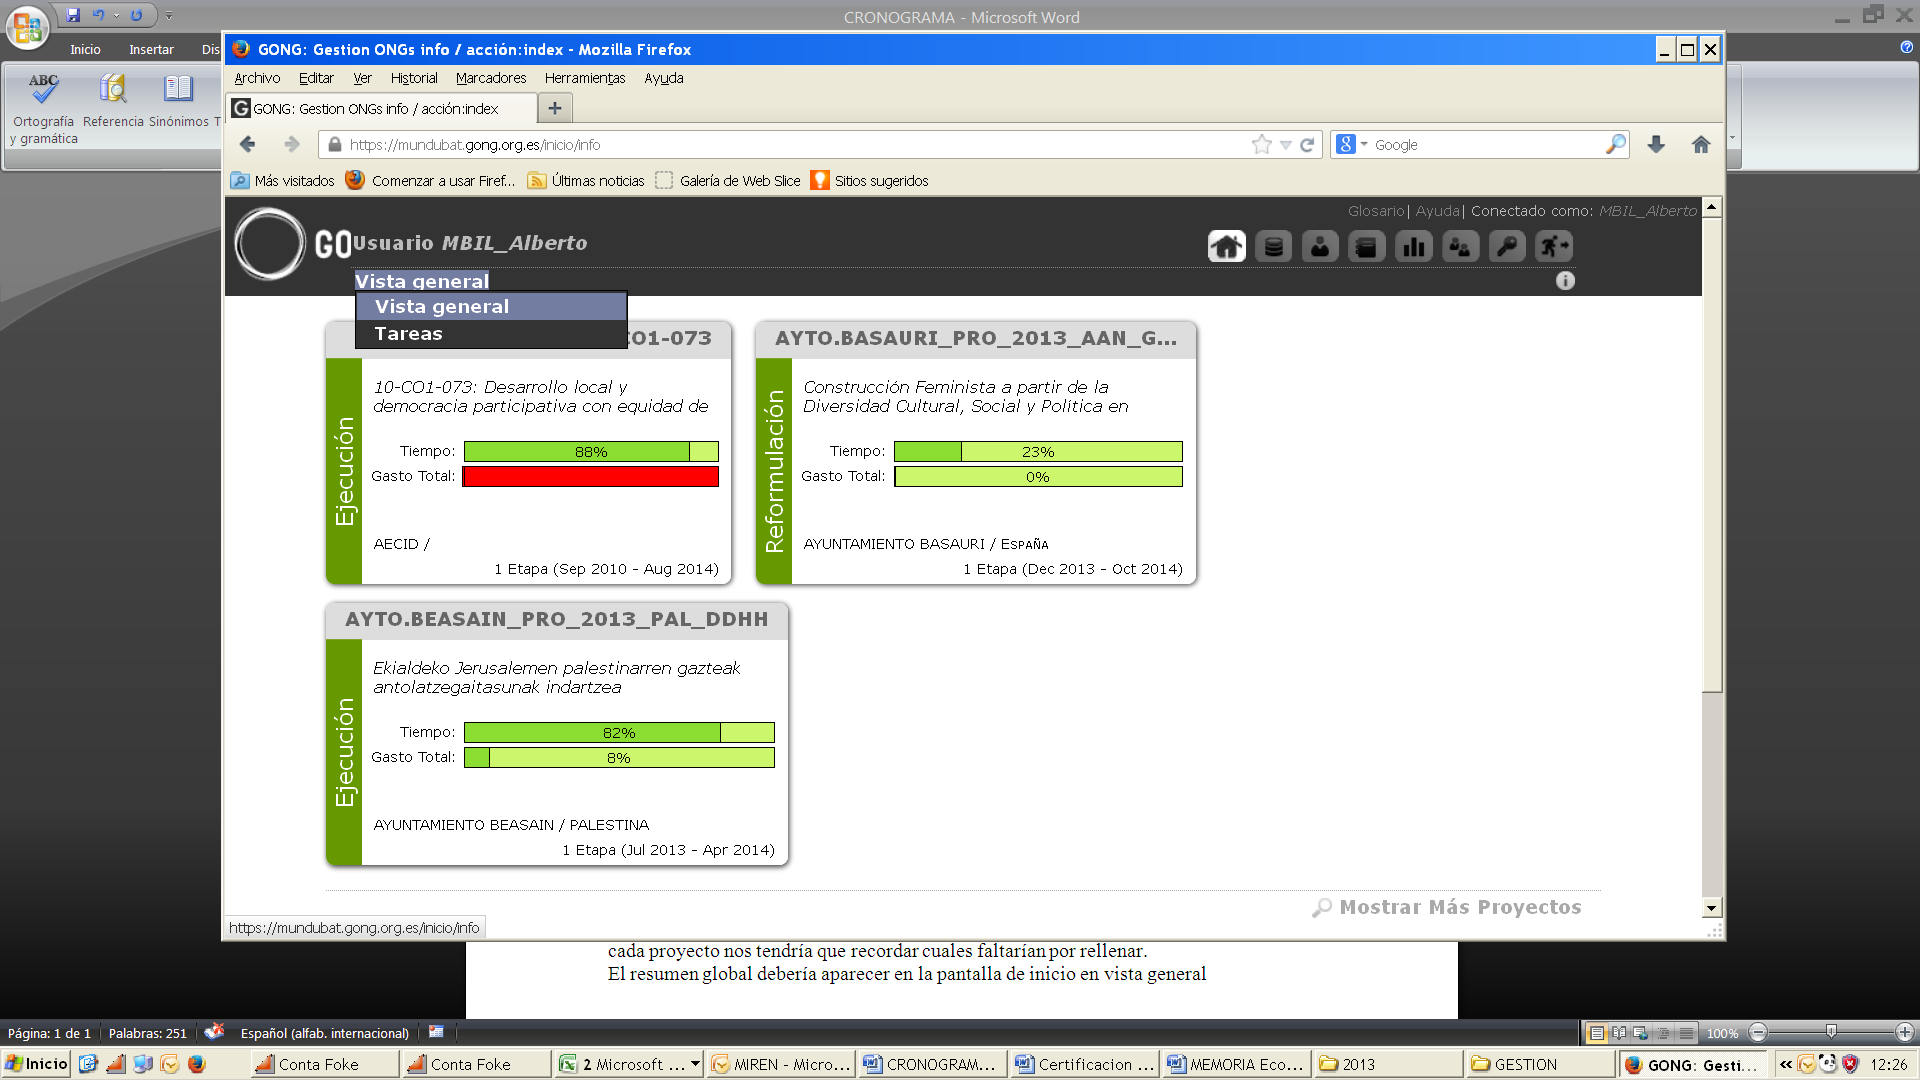 CRONOGRAMA - Microsoft Word
Inicio
Insertar
Dis
ABC
Ortografía
y gramática
Referencia
Sinónimos
T
GONG: Gestion ONGs info / acción:index - Mozilla Firefox
Archivo
Editar
Ver
Historial
Marcadores
Herramientas
Ayuda
GONG: Gestion ONGs info / acción:index
https://mundubat.gong.org.es/inicio/info
Google
Más visitados
Comenzar a usar Firef...
Últimas noticias
Galería de Web Slice
Sitios sugeridos
Glosario| Ayuda| Conectado como: MBIL_Alberto
GO
Usuario MBIL_Alberto
Vista general
Vista general
Tareas
CO1-073
10-CO1-073: Desarrollo local y
democracia participativa con equidad de
Ejecución
Tiempo:
88%
Gasto Total:
AECID /
1 Etapa (Sep 2010 - Aug 2014)
AYTO.BASAURI_PRO_2013_AAN_G...
Construcción Feminista a partir de la
Diversidad Cultural, Social y Política en
Reformulación
Tiempo:
23%
Gasto Total:
0%
AYUNTAMIENTO BASAURI / España
1 Etapa (Dec 2013 - Oct 2014)
AYTO.BEASAIN_PRO_2013_PAL_DDHH
Ekialdeko Jerusalemen palestinarren gazteak
antolatzegaitasunak indartzea
Ejecución
Tiempo:
82%
Gasto Total:
8%
AYUNTAMIENTO BEASAIN / PALESTINA
1 Etapa (Jul 2013 - Apr 2014)
Mostrar Más Proyectos
https://mundubat.gong.org.es/inicio/info
cada proyecto nos tendría que recordar cuales faltarían por rellenar.
El resumen global debería aparecer en la pantalla de inicio en vista general
Página: 1 de 1
Palabras: 251
Español (alfab. internacional)
100%
Inicio
Conta Foke
Conta Foke
2 Microsoft ...
MIREN - Micro...
CRONOGRAM...
Certificacion ...
MEMORIA Eco...
2013
GESTION
GONG: Gesti...
12:26